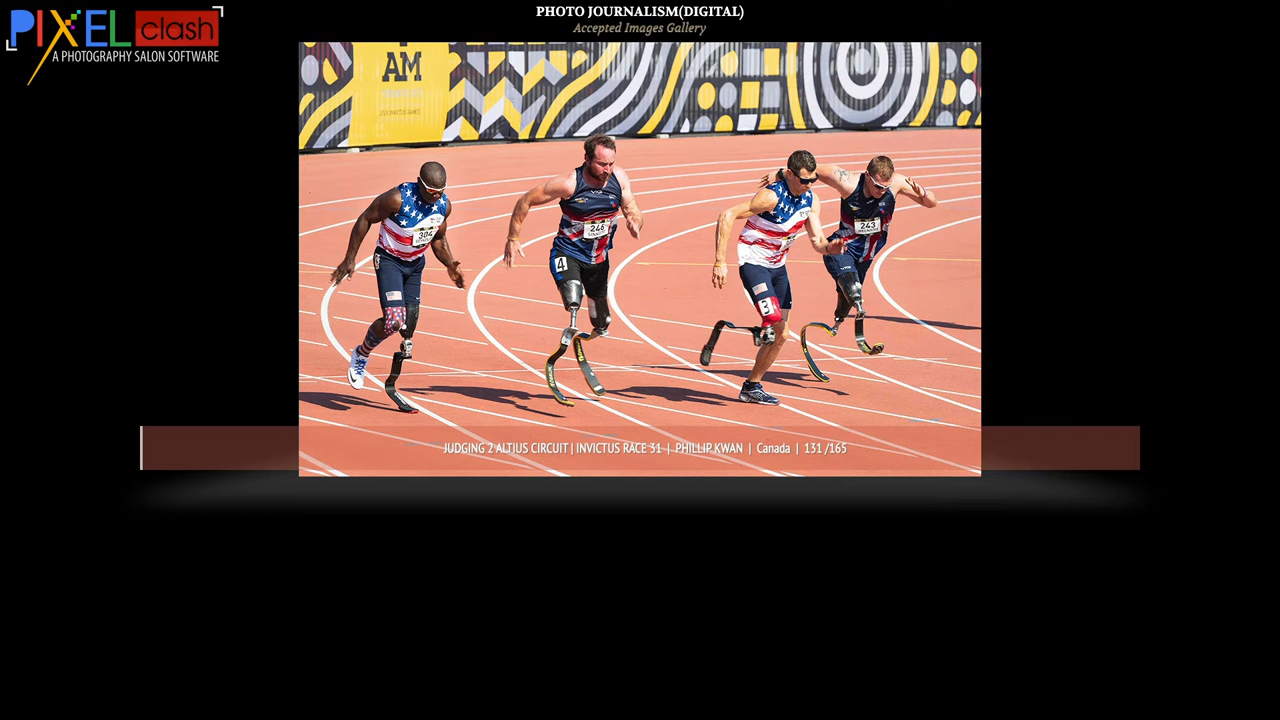 PIXEL clash
A PHOTOGRAPHY SALON SOFTWARE
PHOTO JOURNALISM(DIGITAL)
Accepted Images Gallery
AM
304
246
4
3
243
JUDGING 2 ALTIUS CIRCUIT | INVICTUS RACE 31 | PHILLIP KWAN | Canada | 131 /165